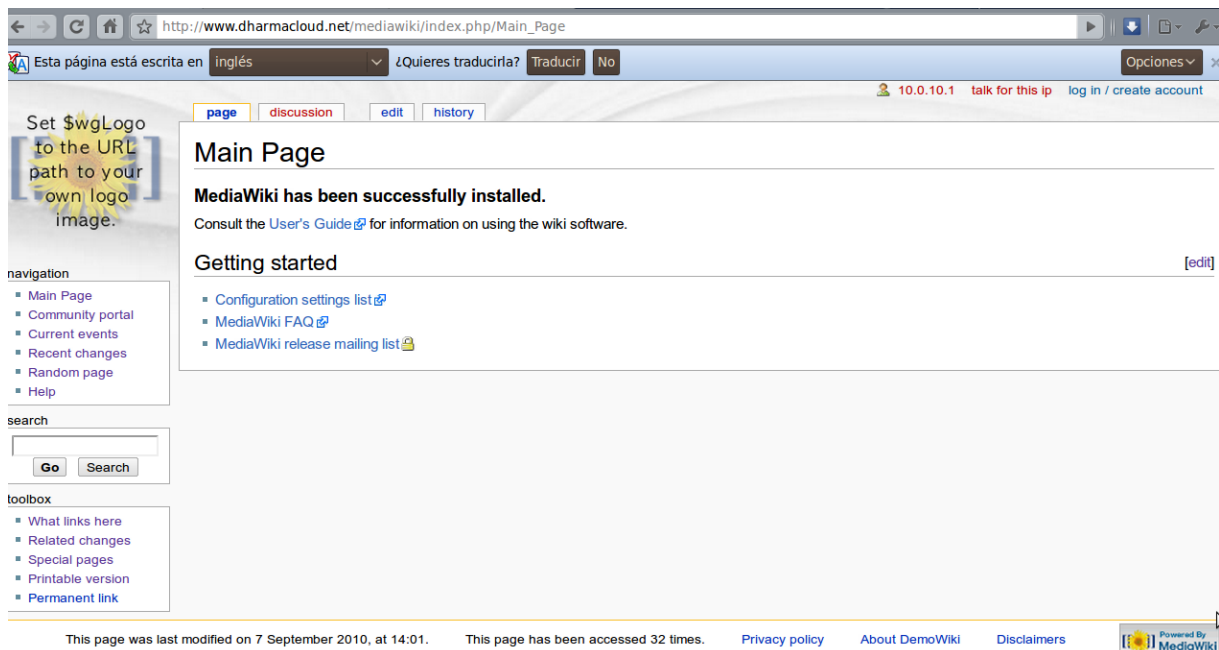 http://www.dharmacloud.net/mediawiki/index.php/Main_Page
Esta página está escrita en inglés ¿Quieres traducirla? Traducir No Opciones
10.0.10.1 talk for this ip log in / create account
page discussion edit history
Set $wgLogo
to the URL
path to your
own logo
image.
Main Page
MediaWiki has been successfully installed.
Consult the User's Guide for information on using the wiki software.
Getting started [edit]
Configuration settings list
MediaWiki FAQ
MediaWiki release mailing list
navigation
Main Page
Community portal
Current events
Recent changes
Random page
Help
search
Go Search
toolbox
What links here
Related changes
Special pages
Printable version
Permanent link
This page was last modified on 7 September 2010, at 14:01. This page has been accessed 32 times. Privacy policy About DemoWiki Disclaimers
Powered By
MediaWiki